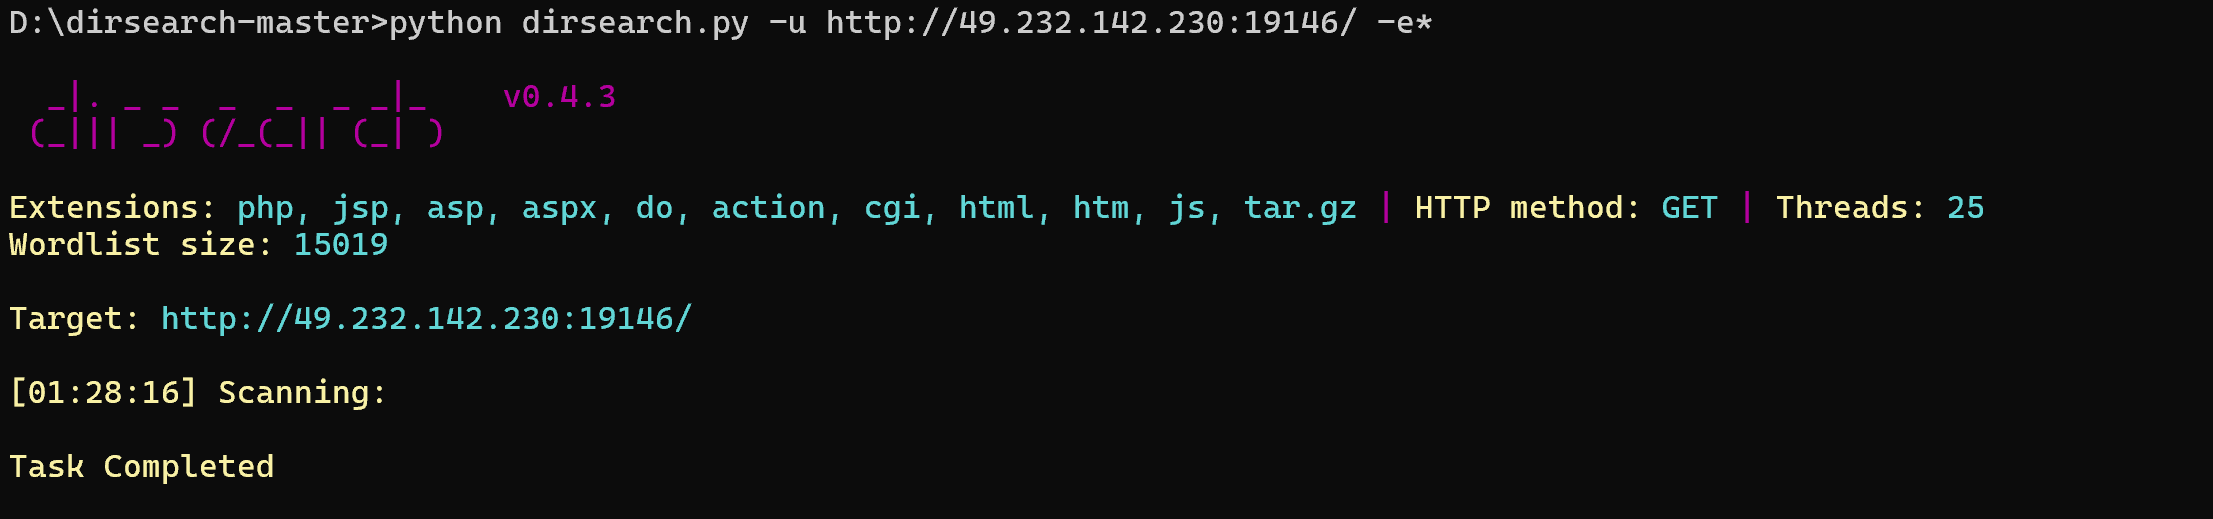 D:\dirsearch-master>python dirsearch.py -u http://49.232.142.230:19146/ -e*
  _|. _ _  _  _  _ _|_    v0.4.3
 (_||| _) (/_(_|| (_| )
Extensions: php, jsp, asp, aspx, do, action, cgi, html, htm, js, tar.gz | HTTP method: GET | Threads: 25
Wordlist size: 15019
Target: http://49.232.142.230:19146/
[01:28:16] Scanning:
Task Completed